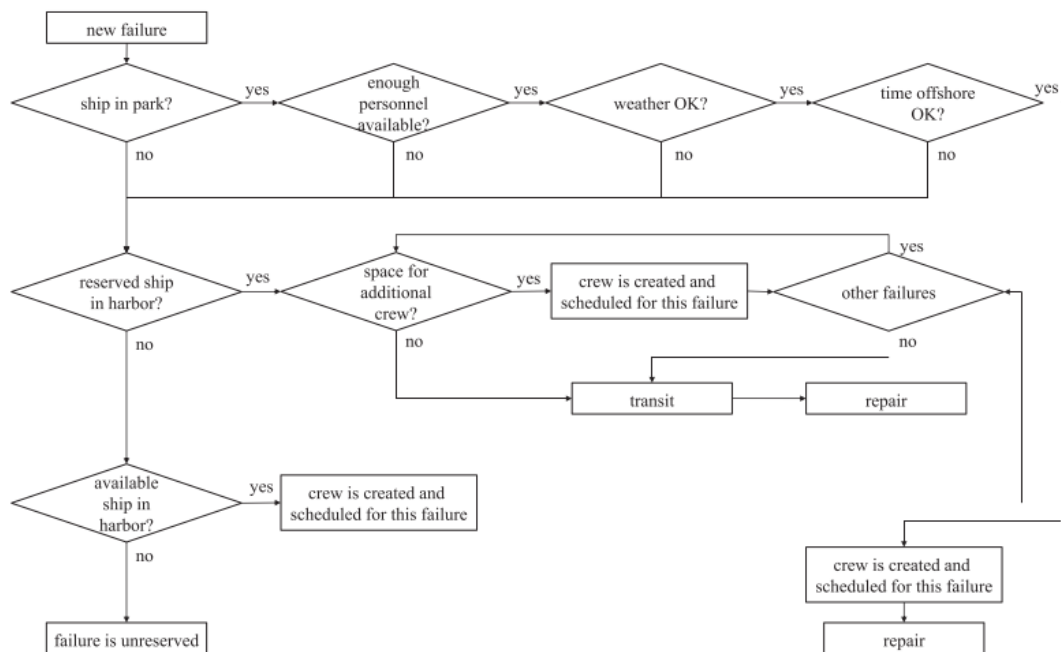 new failure
ship in park?
yes
enough
personnel
available?
yes
weather OK?
yes
time offshore
OK?
yes
no
no
no
no
reserved ship
in harbor?
yes
space for
additional
crew?
yes
crew is created and
scheduled for this failure
other failures
yes
no
no
no
transit
repair
available
ship in
harbor?
yes
crew is created and
scheduled for this failure
no
crew is created and
scheduled for this failure
failure is unreserved
repair